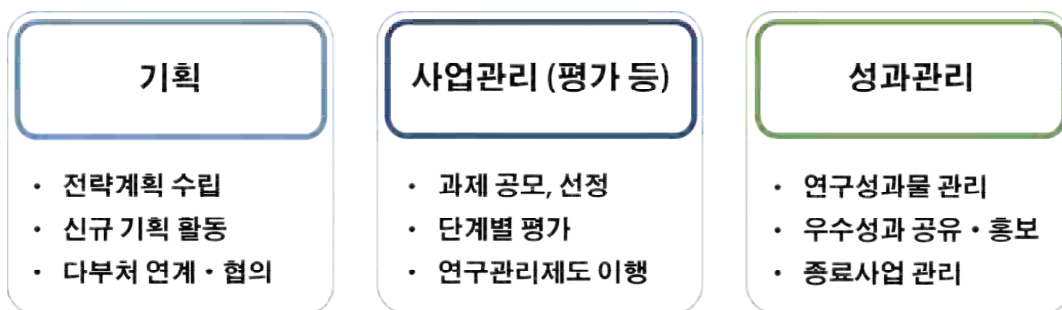 기획
• 전략계획 수립
• 신규 기획 활동
• 다부처 연계・협의
사업관리 (평가 등)
• 과제 공모, 선정
• 단계별 평가
• 연구관리제도 이행
성과관리
• 연구성과물 관리
• 우수성과 공유・홍보
• 종료사업 관리